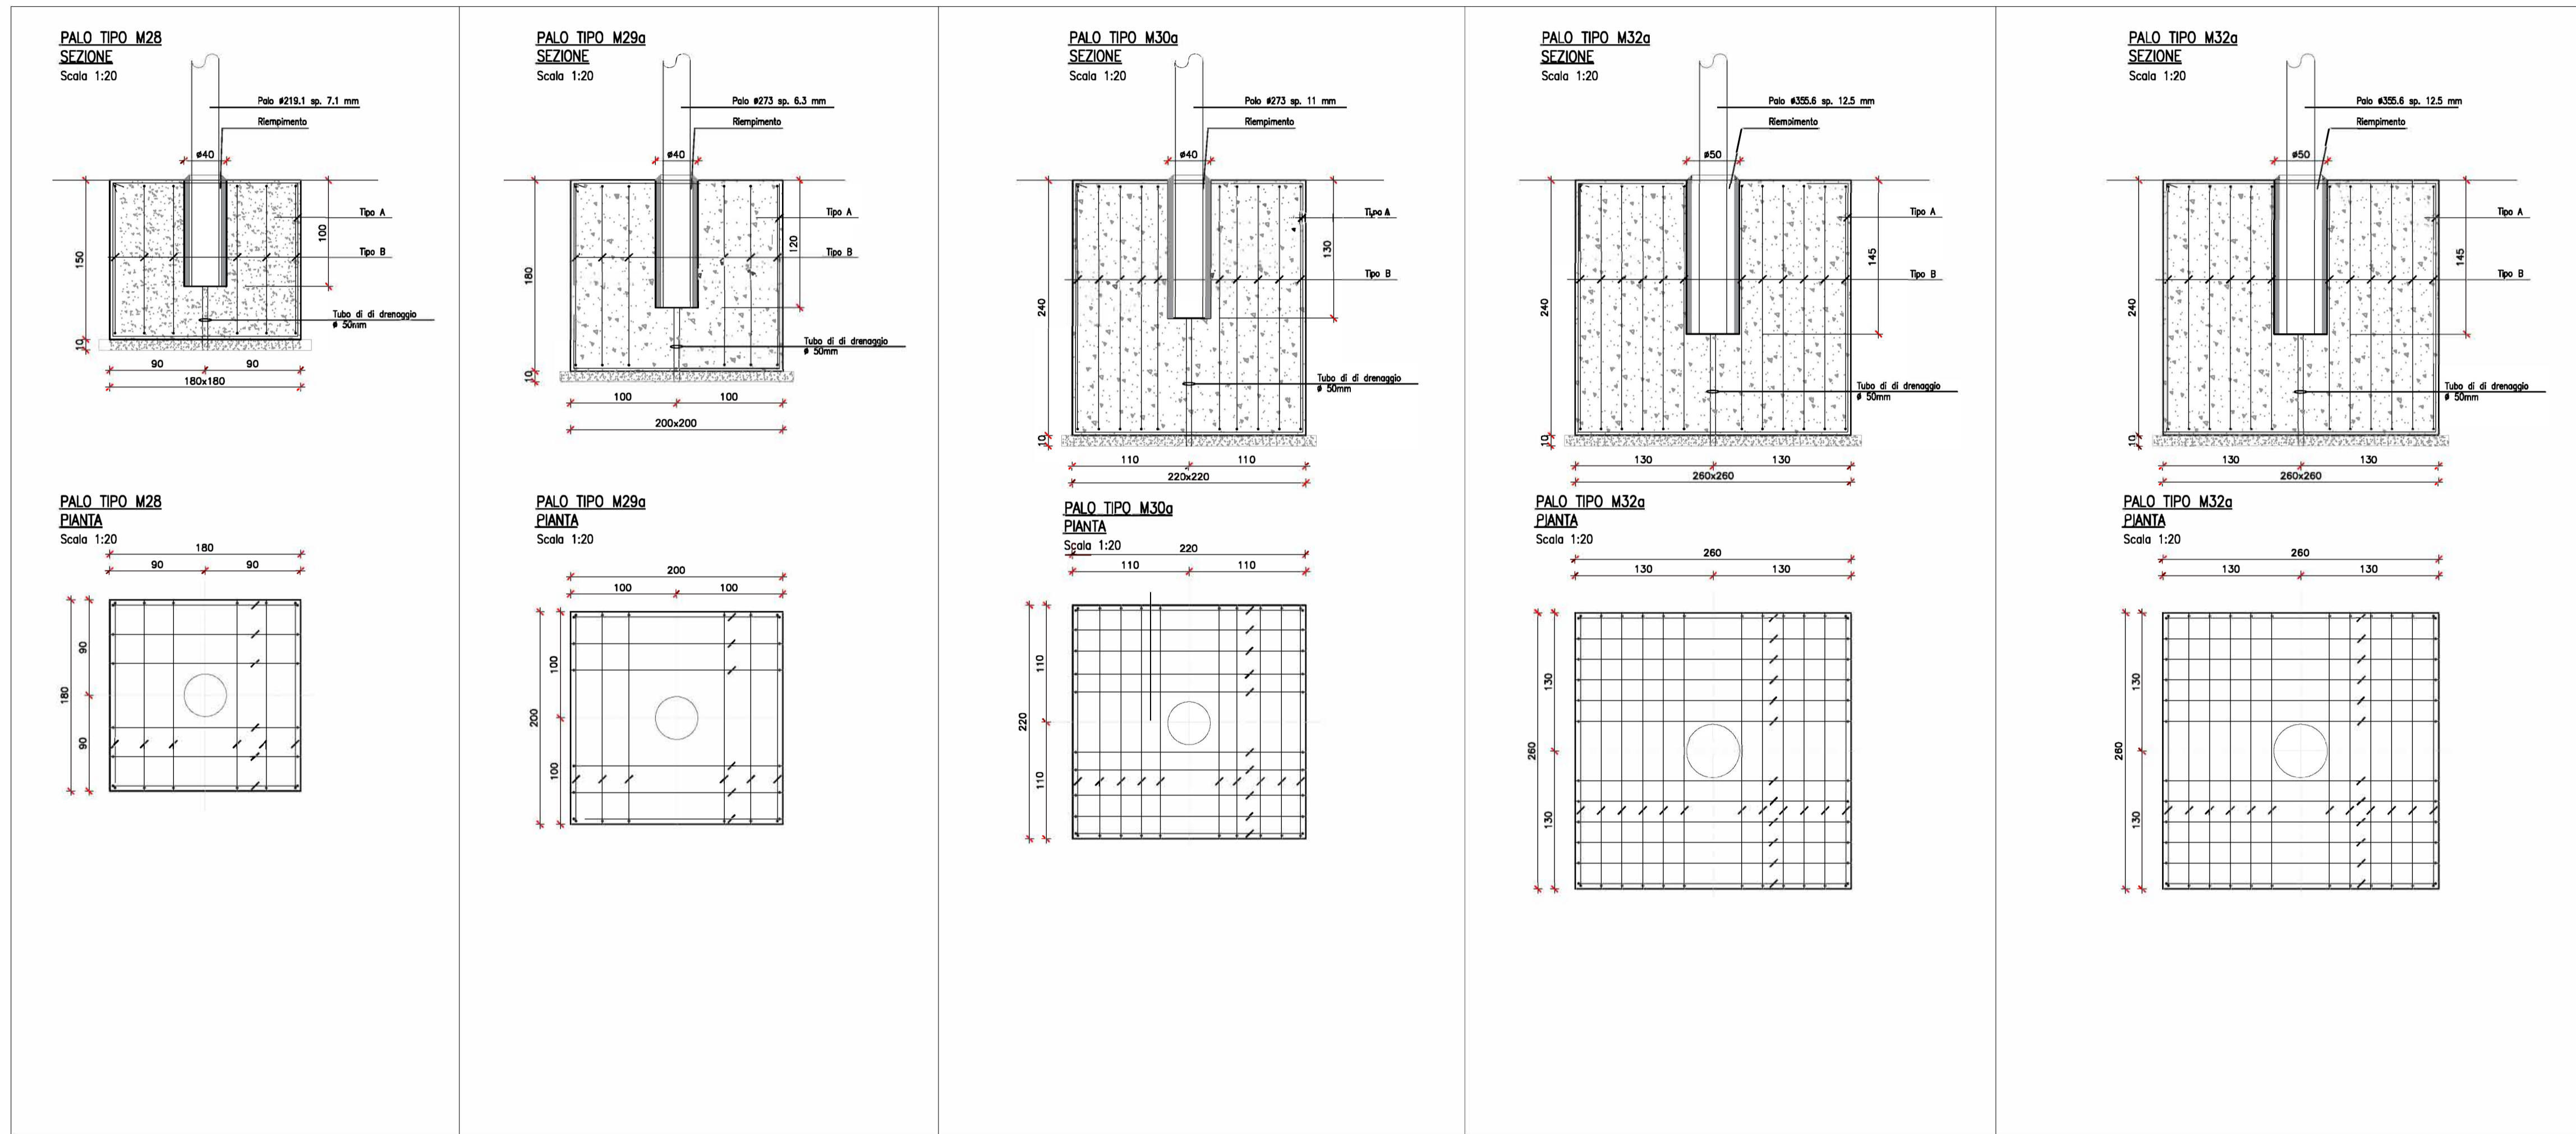 PALO TIPO M28
SEZIONE
Scala 1:20
Palo ø219.1 sp. 7.1 mm
Riempimento
ø40
Tipo A
100
150
Tipo B
Tubo di di drenaggio
ø 50mm
10
90 90
180x180
PALO TIPO M28
PIANTA
Scala 1:20
180
90 90
90
180
90
PALO TIPO M29a
SEZIONE
Scala 1:20
Palo ø273 sp. 6.3 mm
Riempimento
ø40
Tipo A
120
Tipo B
180
Tubo di di drenaggio
ø 50mm
10
100 100
200x200
PALO TIPO M29a
PIANTA
Scala 1:20
200
100 100
100
200
100
PALO TIPO M30a
SEZIONE
Scala 1:20
Palo ø273 sp. 11 mm
Riempimento
ø40
Tipo A
130
Tipo B
240
Tubo di di drenaggio
ø 50mm
10
110 110
220x220
PALO TIPO M30a
PIANTA
Scala 1:20
220
110 110
110
220
110
PALO TIPO M32a
SEZIONE
Scala 1:20
Palo ø355.6 sp. 12.5 mm
Riempimento
ø50
Tipo A
145
Tipo B
240
Tubo di di drenaggio
ø 50mm
10
130 130
260x260
PALO TIPO M32a
PIANTA
Scala 1:20
260
130 130
130
260
130
PALO TIPO M32a
SEZIONE
Scala 1:20
Palo ø355.6 sp. 12.5 mm
Riempimento
ø50
Tipo A
145
Tipo B
240
Tubo di di drenaggio
ø 50mm
10
130 130
260x260
PALO TIPO M32a
PIANTA
Scala 1:20
260
130 130
130
260
130